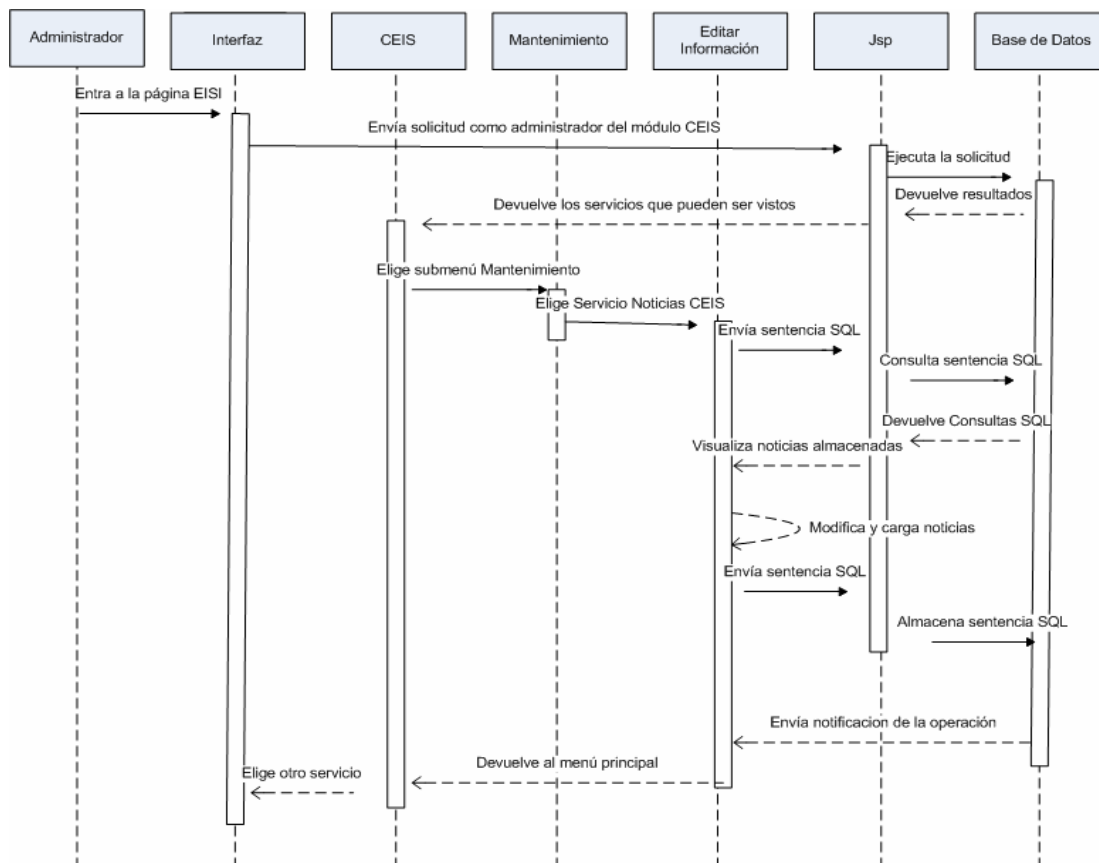 Administrador
Interfaz
CEIS
Mantenimiento
Editar
Información
Jsp
Base de Datos
Entra a la página EISI
Envía solicitud como administrador del módulo CEIS
Ejecuta la solicitud
Devuelve resultados
Devuelve los servicios que pueden ser vistos
Elige submenú Mantenimiento
Elige Servicio Noticias CEIS
Envía sentencia SQL
Consulta sentencia SQL
Devuelve Consultas SQL
Visualiza noticias almacenadas
Modifica y carga noticias
Envía sentencia SQL
Almacena sentencia SQL
Envía notificacion de la operación
Devuelve al menú principal
Elige otro servicio